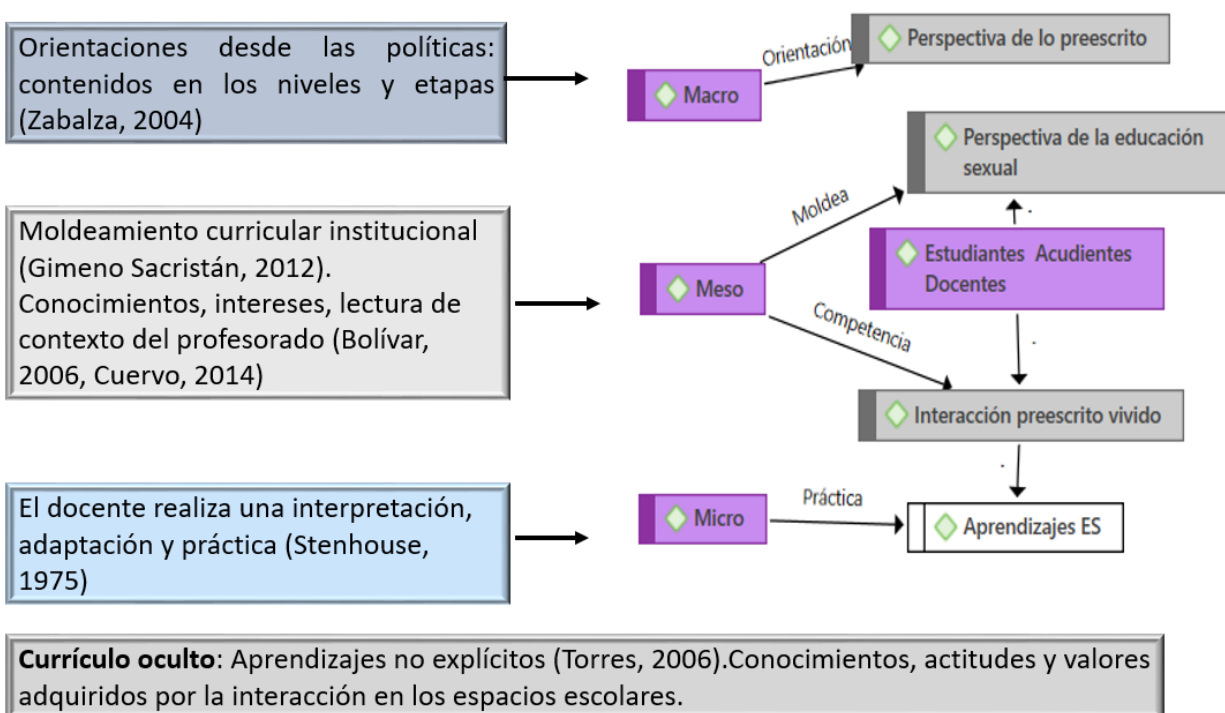 Orientaciones desde las políticas:
contenidos en los niveles y etapas
(Zabalza, 2004)
Macro
Orientación
Perspectiva de lo preescrito
Moldeamiento curricular institucional
(Gimeno Sacristán, 2012).
Conocimientos, intereses, lectura de
contexto del profesorado (Bolívar,
2006, Cuervo, 2014)
Meso
Moldea
Perspectiva de la educación
sexual
Estudiantes Acudientes
Docentes
Competencia
Interacción preescrito vivido
El docente realiza una interpretación,
adaptación y práctica (Stenhouse,
1975)
Micro
Práctica
Aprendizajes ES
Currículo oculto: Aprendizajes no explícitos (Torres, 2006).Conocimientos, actitudes y valores
adquiridos por la interacción en los espacios escolares.